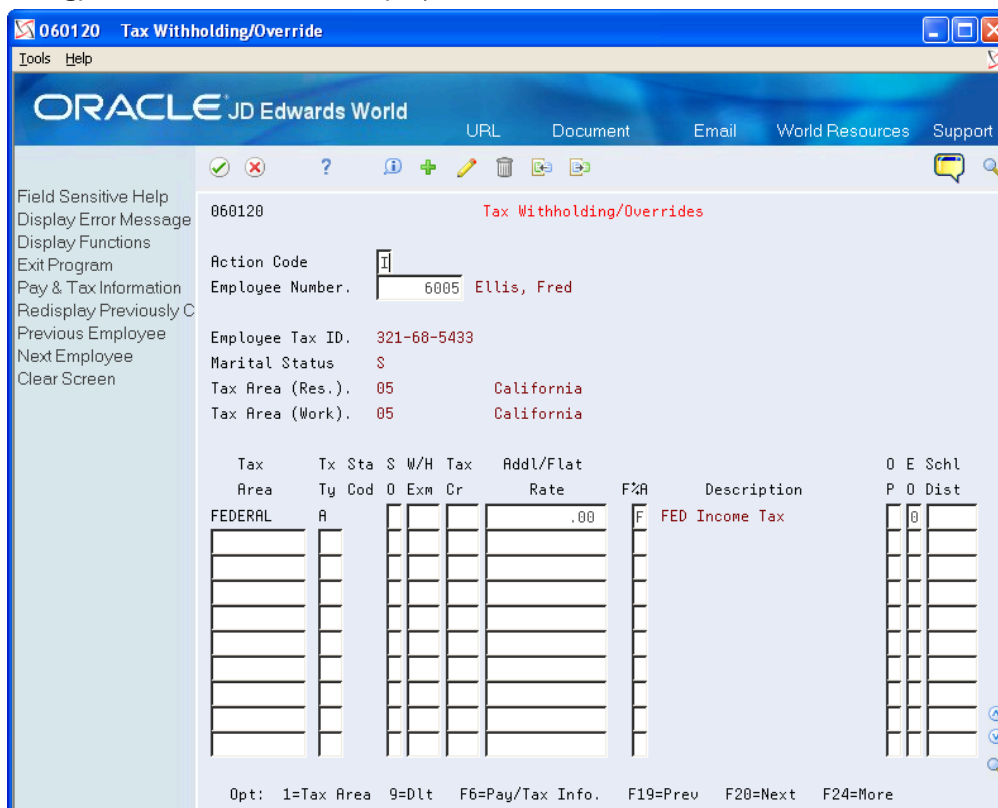 060120 Tax Withholding/Override
Tools Help
ORACLE JD Edwards World
URL Document Email World Resources Support
Field Sensitive Help
Display Error Message
Display Functions
Exit Program
Pay & Tax Information
Redisplay Previously C
Previous Employee
Next Employee
Clear Screen
060120 Tax Withholding/Overrides
Action Code I
Employee Number. 6005 Ellis, Fred
Employee Tax ID. 321-68-5433
Marital Status S
Tax Area (Res.). 05 California
Tax Area (Work). 05 California
Tax Tx Sta S W/H Tax Addl/Flat O E Schl
Area Ty Cod O Exm Cr Rate F%A Description P O Dist
FEDERAL A .00 F FED Income Tax 0
Opt: 1=Tax Area 9=Dlt F6=Pay/Tax Info. F19=Prev F20=Next F24=More